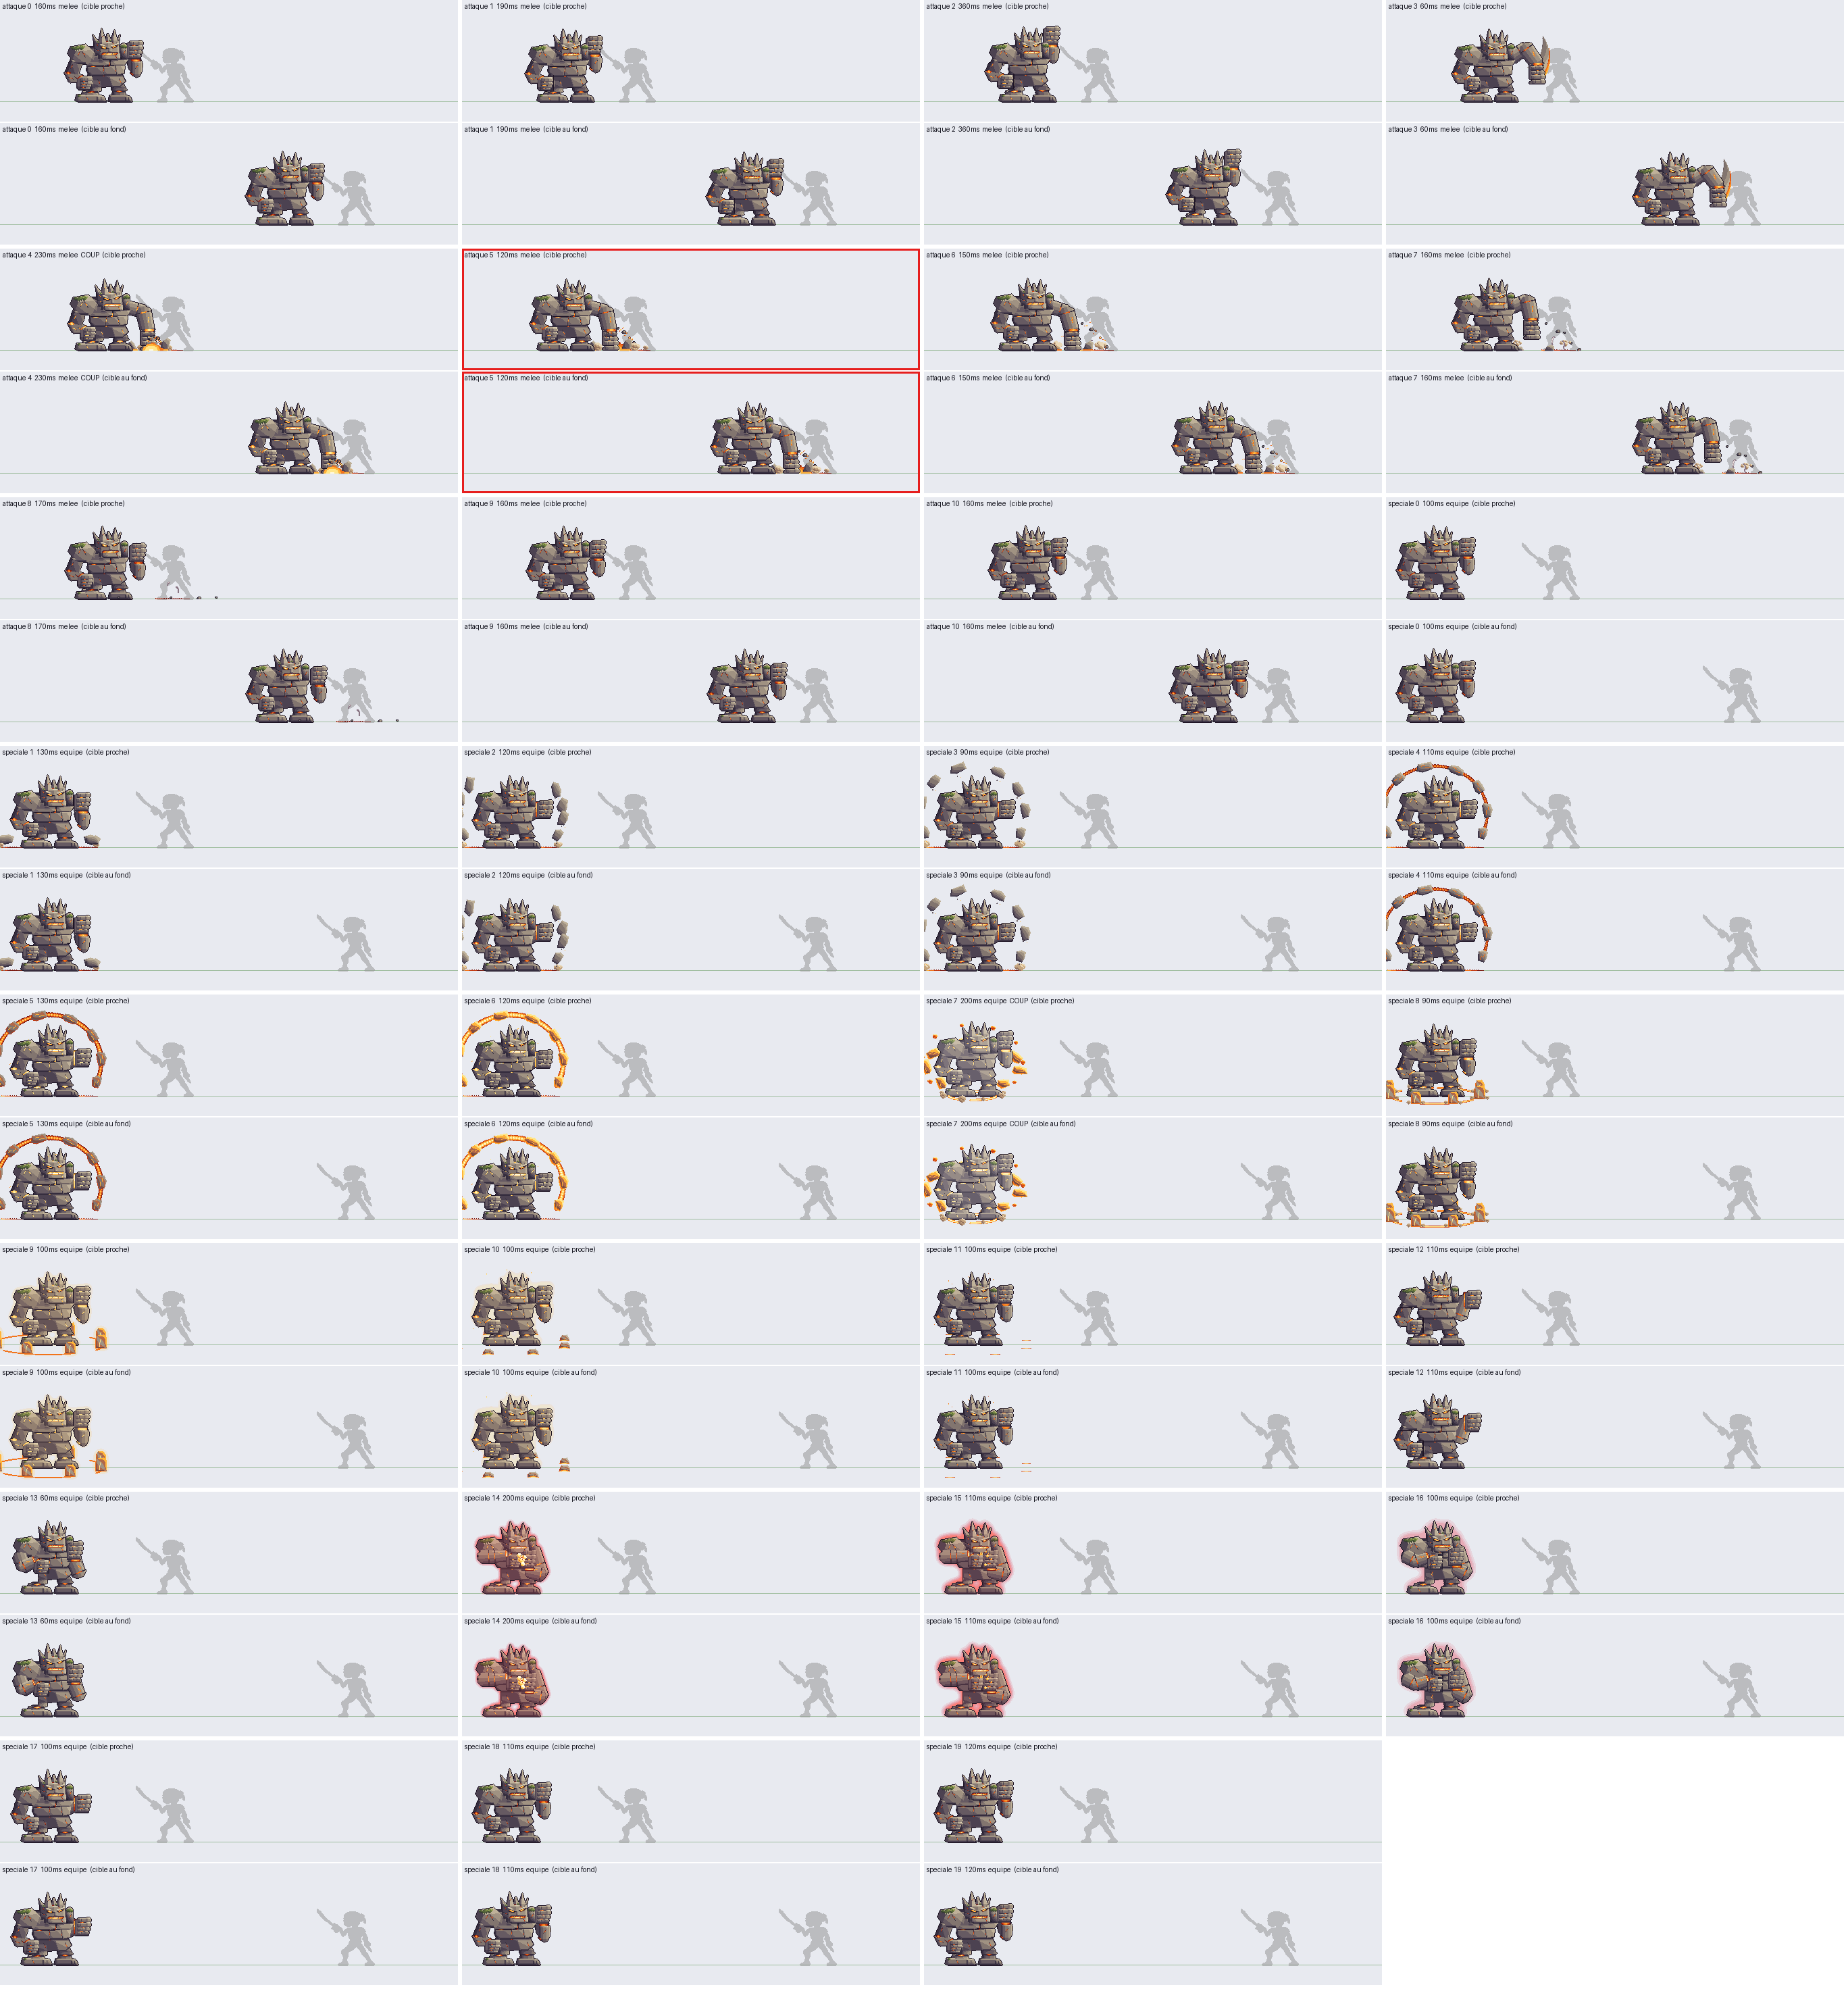 attaque 0 160ms melee (cible proche)
attaque 1 190ms melee (cible proche)
attaque 2 360ms melee (cible proche)
attaque 3 60ms melee (cible proche)
attaque 0 160ms melee (cible au fond)
attaque 1 190ms melee (cible au fond)
attaque 2 360ms melee (cible au fond)
attaque 3 60ms melee (cible au fond)
attaque 4 230ms melee COUP (cible proche)
attaque 5 120ms melee (cible proche)
attaque 6 150ms melee (cible proche)
attaque 7 160ms melee (cible proche)
attaque 4 230ms melee COUP (cible au fond)
attaque 5 120ms melee (cible au fond)
attaque 6 150ms melee (cible au fond)
attaque 7 160ms melee (cible au fond)
attaque 8 170ms melee (cible proche)
attaque 9 160ms melee (cible proche)
attaque 10 160ms melee (cible proche)
speciale 0 100ms equipe (cible proche)
attaque 8 170ms melee (cible au fond)
attaque 9 160ms melee (cible au fond)
attaque 10 160ms melee (cible au fond)
speciale 0 100ms equipe (cible au fond)
speciale 1 130ms equipe (cible proche)
speciale 2 120ms equipe (cible proche)
speciale 3 90ms equipe (cible proche)
speciale 4 110ms equipe (cible proche)
speciale 1 130ms equipe (cible au fond)
speciale 2 120ms equipe (cible au fond)
speciale 3 90ms equipe (cible au fond)
speciale 4 110ms equipe (cible au fond)
speciale 5 130ms equipe (cible proche)
speciale 6 120ms equipe (cible proche)
speciale 7 200ms equipe COUP (cible proche)
speciale 8 90ms equipe (cible proche)
speciale 5 130ms equipe (cible au fond)
speciale 6 120ms equipe (cible au fond)
speciale 7 200ms equipe COUP (cible au fond)
speciale 8 90ms equipe (cible au fond)
speciale 9 100ms equipe (cible proche)
speciale 10 100ms equipe (cible proche)
speciale 11 100ms equipe (cible proche)
speciale 12 110ms equipe (cible proche)
speciale 9 100ms equipe (cible au fond)
speciale 10 100ms equipe (cible au fond)
speciale 11 100ms equipe (cible au fond)
speciale 12 110ms equipe (cible au fond)
speciale 13 60ms equipe (cible proche)
speciale 14 200ms equipe (cible proche)
speciale 15 110ms equipe (cible proche)
speciale 16 100ms equipe (cible proche)
speciale 13 60ms equipe (cible au fond)
speciale 14 200ms equipe (cible au fond)
speciale 15 110ms equipe (cible au fond)
speciale 16 100ms equipe (cible au fond)
speciale 17 100ms equipe (cible proche)
speciale 18 110ms equipe (cible proche)
speciale 19 120ms equipe (cible proche)
speciale 17 100ms equipe (cible au fond)
speciale 18 110ms equipe (cible au fond)
speciale 19 120ms equipe (cible au fond)